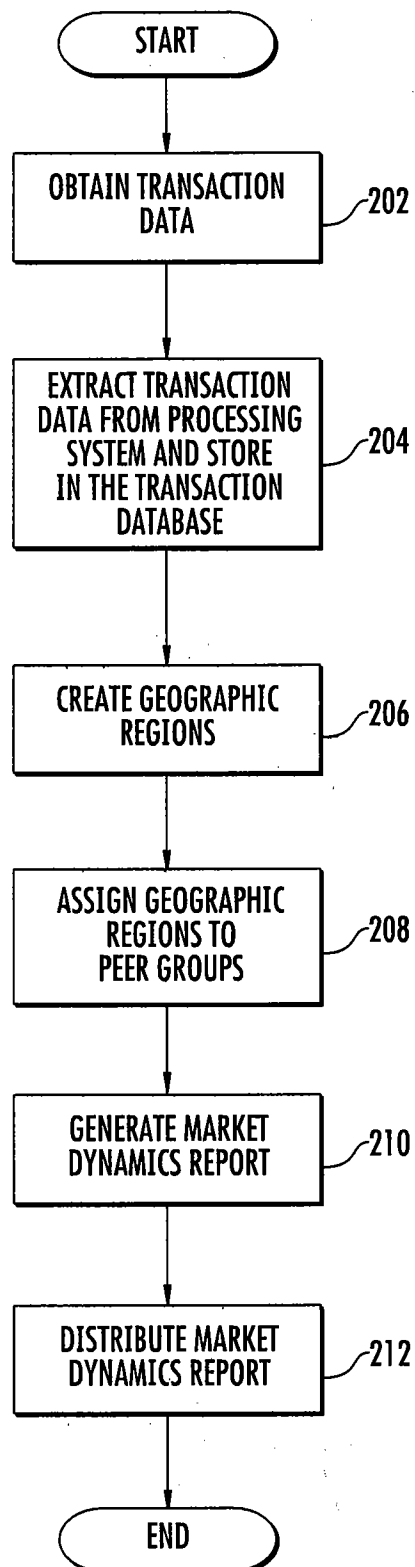 START
OBTAIN TRANSACTION
DATA
202
EXTRACT TRANSACTION
DATA FROM PROCESSING
SYSTEM AND STORE
IN THE TRANSACTION
DATABASE
204
CREATE GEOGRAPHIC
REGIONS
206
ASSIGN GEOGRAPHIC
REGIONS TO
PEER GROUPS
208
GENERATE MARKET
DYNAMICS REPORT
210
DISTRIBUTE MARKET
DYNAMICS REPORT
212
END